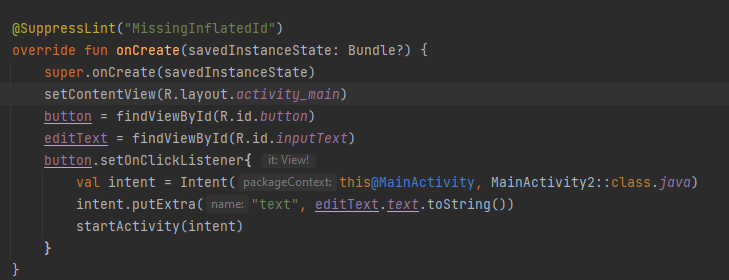 @SuppressLint("MissingInflatedId")
override fun onCreate(savedInstanceState: Bundle?) {
super.onCreate(savedInstanceState)
setContentView(R.layout.activity_main)
button = findViewById(R.id.button)
editText = findViewById(R.id.inputText)
button.setOnClickListener{ it: View!
val intent = Intent( packageContext: this@MainActivity, MainActivity2::class.java)
intent.putExtra( name: "text", editText.text.toString())
startActivity(intent)
}
}